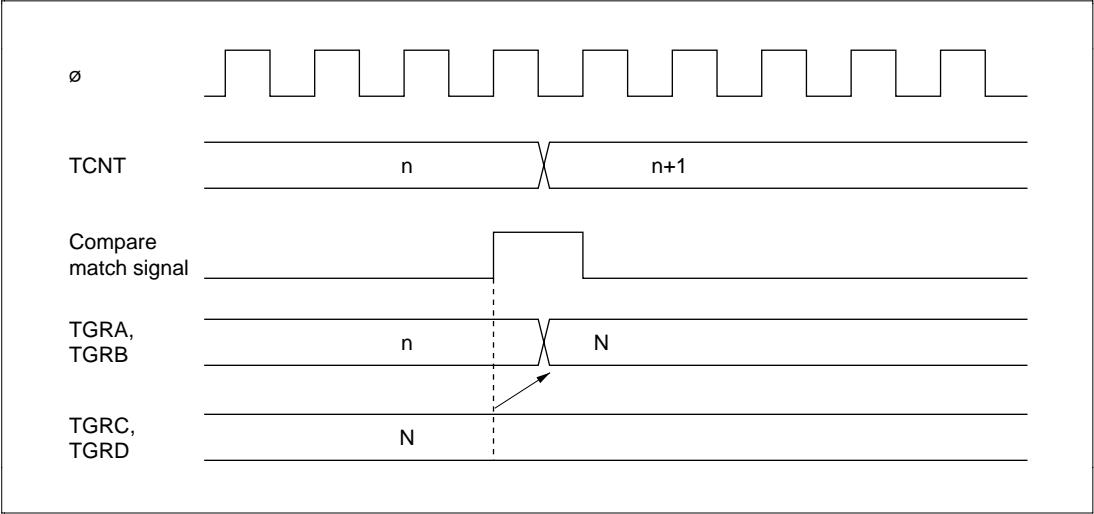 ø
TCNT
n
n+1
Compare
match signal
TGRA,
TGRB
n
N
TGRC,
TGRD
N